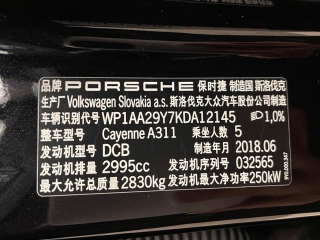 品牌 PORSCHE 保时捷 制造国 斯洛伐克
生产厂 Volkswagen Slovakia a.s. 斯洛伐克大众汽车股份公司制造
车辆识别代号 WP1AA29Y7KDA12145 1,0%
整车型号 Cayenne A311 乘坐人数 5
发动机型号 DCB 制造年月 2018.06
发动机排量 2995cc 发动机序列号 032565
最大允许总质量 2830kg 发动机最大净功率 250kW